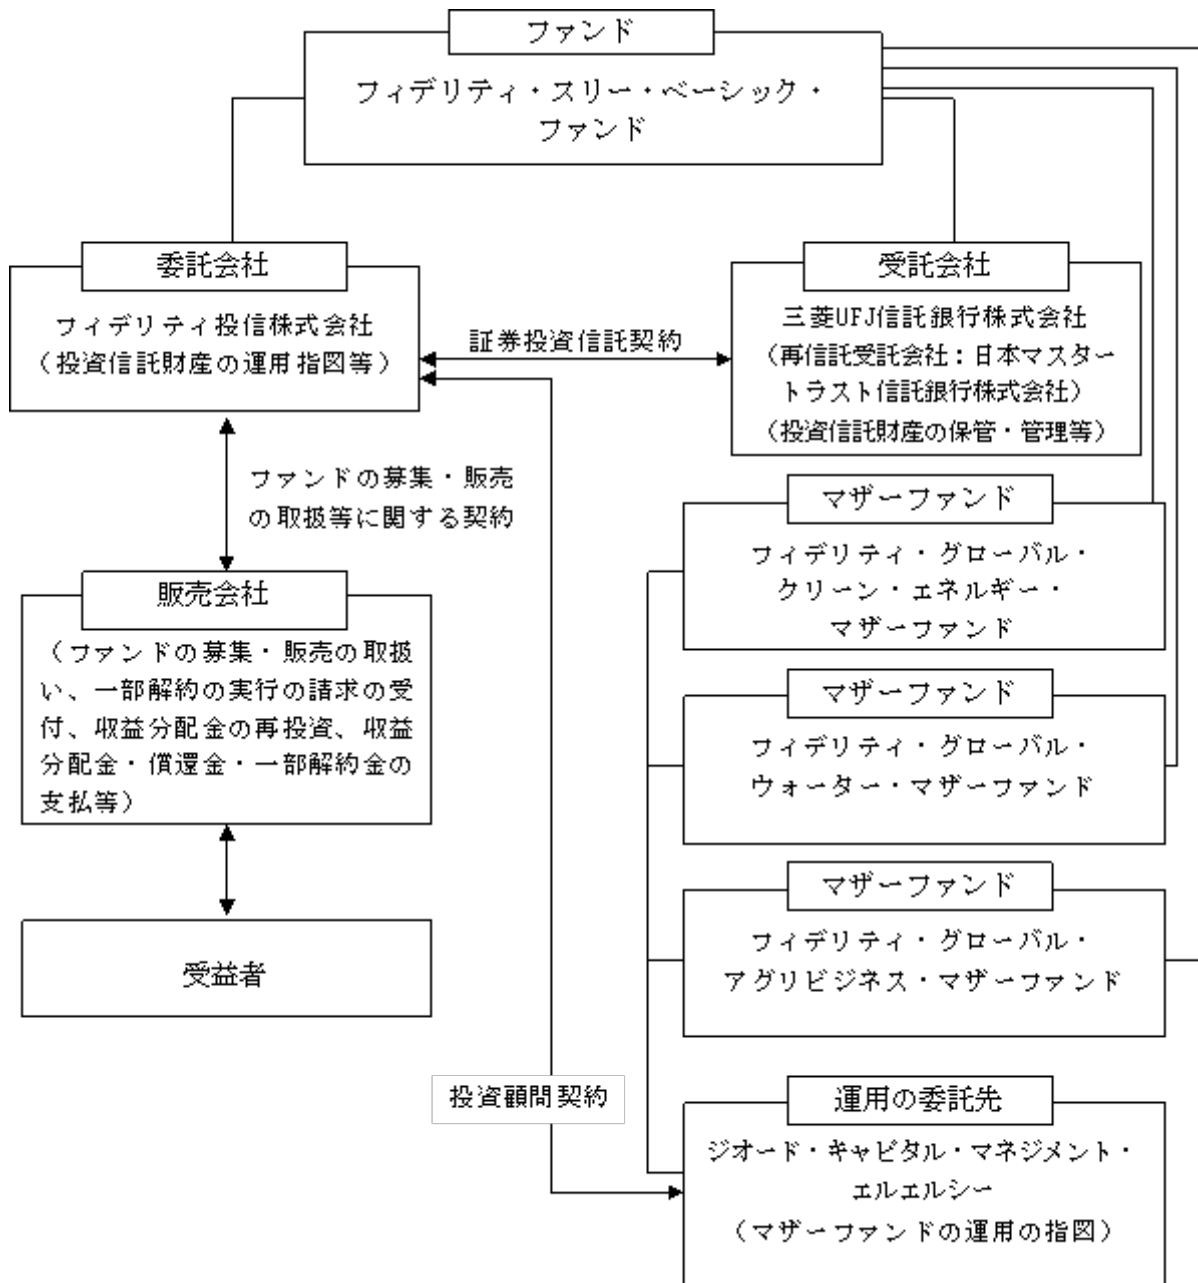 ファンド
フィデリティ・スリー・ベーシック・
ファンド
委託会社
フィデリティ投信株式会社
（投資信託財産の運用指図等）
証券投資信託契約
受託会社
三菱UFJ信託銀行株式会社
（再信託受託会社：日本マスター
トラスト信託銀行株式会社）
（投資信託財産の保管・管理等）
ファンドの募集・販売
の取扱等に関する契約
販売会社
（ファンドの募集・販売の取扱
い、一部解約の実行の請求の受
付、収益分配金の再投資、収益
分配金・償還金・一部解約金の
支払等）
受益者
マザーファンド
フィデリティ・グローバル・
クリーン・エネルギー・
マザーファンド
マザーファンド
フィデリティ・グローバル・
ウォーター・マザーファンド
マザーファンド
フィデリティ・グローバル・
アグリビジネス・マザーファンド
投資顧問契約
運用の委託先
ジオード・キャピタル・マネジメント・
エルエルシー
（マザーファンドの運用の指図）